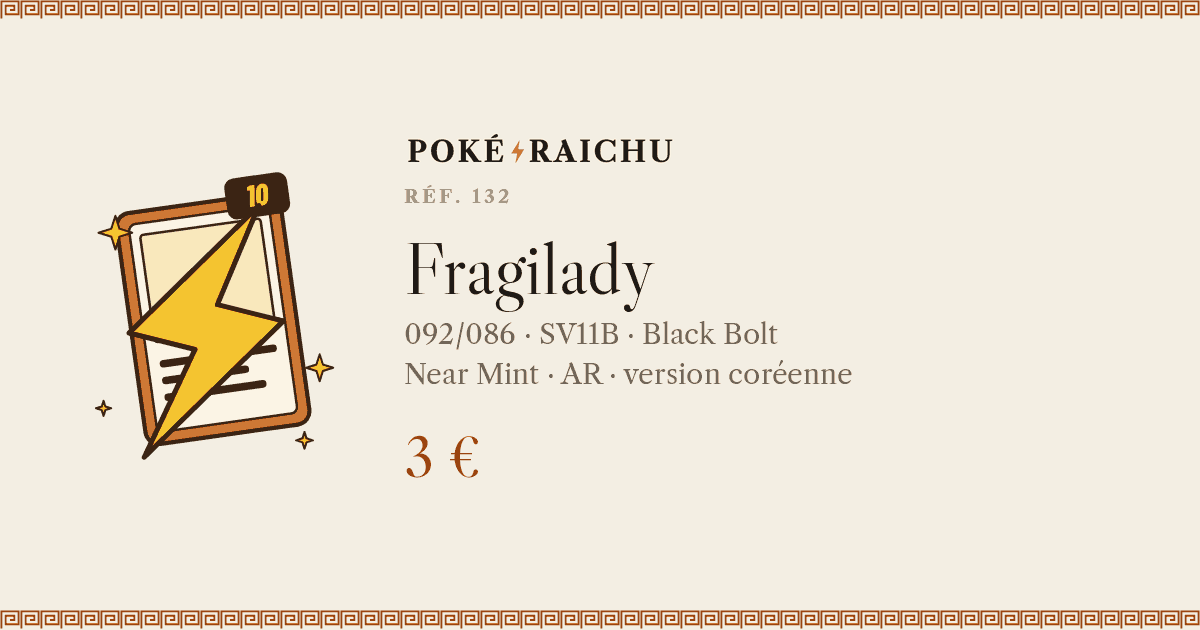 POKÉ RAICHU
RÉF. 132
10
Fragilady
092/086 · SV11B · Black Bolt
Near Mint · AR · version coréenne
3 €